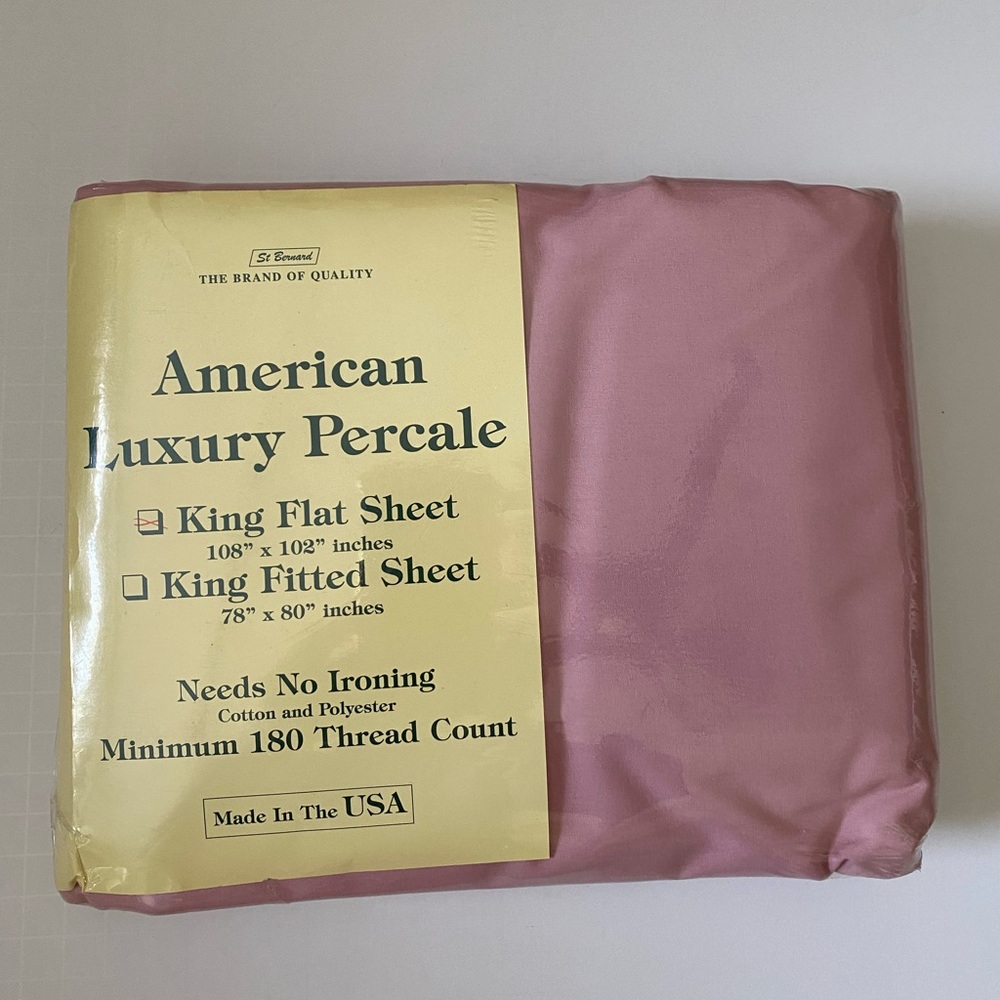 St Bernard
THE BRAND OF QUALITY
American
Luxury Percale
King Flat Sheet
108” x 102” inches
King Fitted Sheet
78” x 80” inches
Needs No Ironing
Cotton and Polyester
Minimum 180 Thread Count
Made In The USA